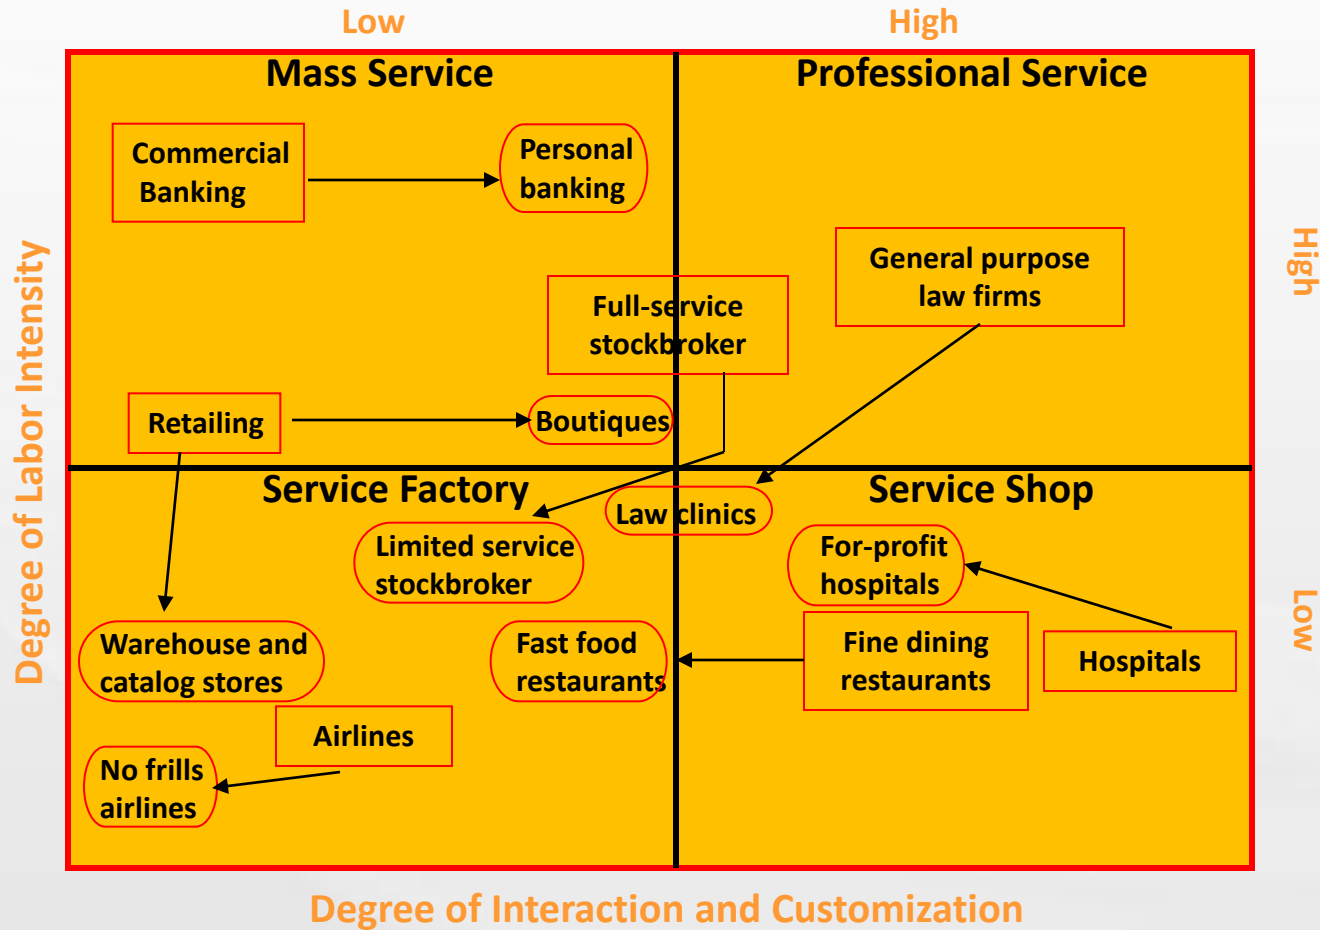 Low
High
Mass Service
Professional Service
Commercial
Banking
Personal
banking
General purpose
law firms
Full-service
stockbroker
Retailing
Boutiques
Service Factory
Service Shop
Law clinics
Limited service
stockbroker
For-profit
hospitals
Warehouse and
catalog stores
Fast food
restaurants
Fine dining
restaurants
Hospitals
Airlines
No frills
airlines
Degree of Labor Intensity
High
Low
Degree of Interaction and Customization